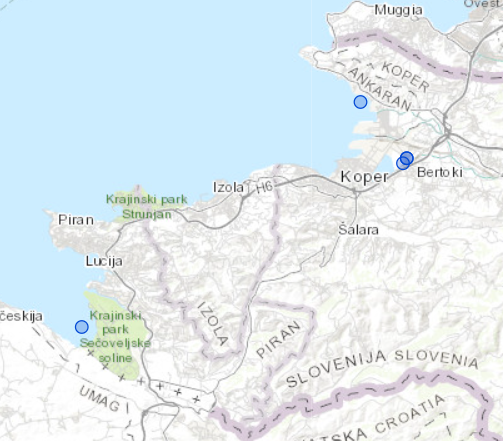 Muggia
Ovest
KOPER
ANKARAN
Koper
Bertoki
Izola
H6
Krajinski park
Strunjan
Piran
Šalara
Lucija
českija
Krajinski
park
Sečoveljske
soline
IZOLA
PIRAN
SLOVENIJA SLOVENIA
UMAG
ATSKA CROATIA